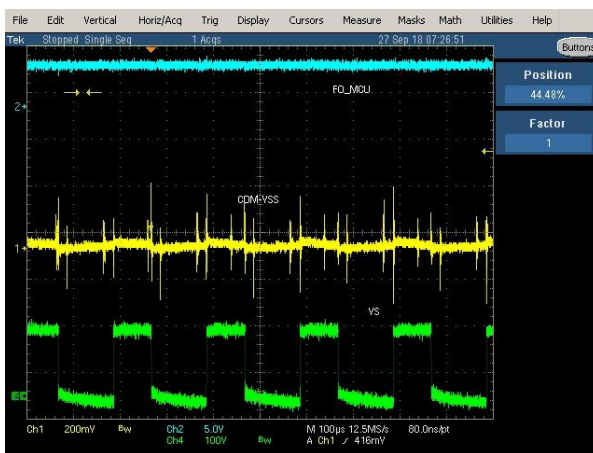 File Edit Vertical Horiz/Acq Trig Display Cursors Measure Masks Math Utilities Help
Tek Stopped Single Seq 1 Acqs 27 Sep 18 07:26:51
Buttons
Position
44.48%
Factor
1
FO_MCU
2
COM-VSS
1
VS
4
Ch1 200mV Bw Ch2 5.0V M 100µs 12.5MS/s 80.0ns/pt
Ch4 100V Bw A Ch1 ∕ 416mV